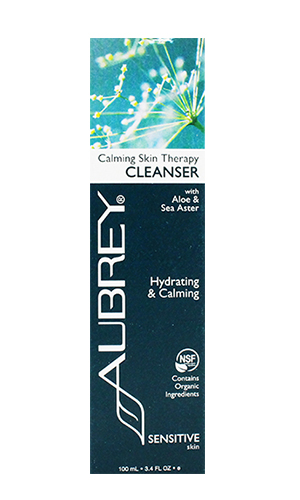 Calming Skin Therapy
CLEANSER
with
Aloe &
Sea Aster
AUBREY®
Hydrating
& Calming
NSF
Contains
Organic
Ingredients
SENSITIVE
skin
100 mL • 3.4 FL OZ • e